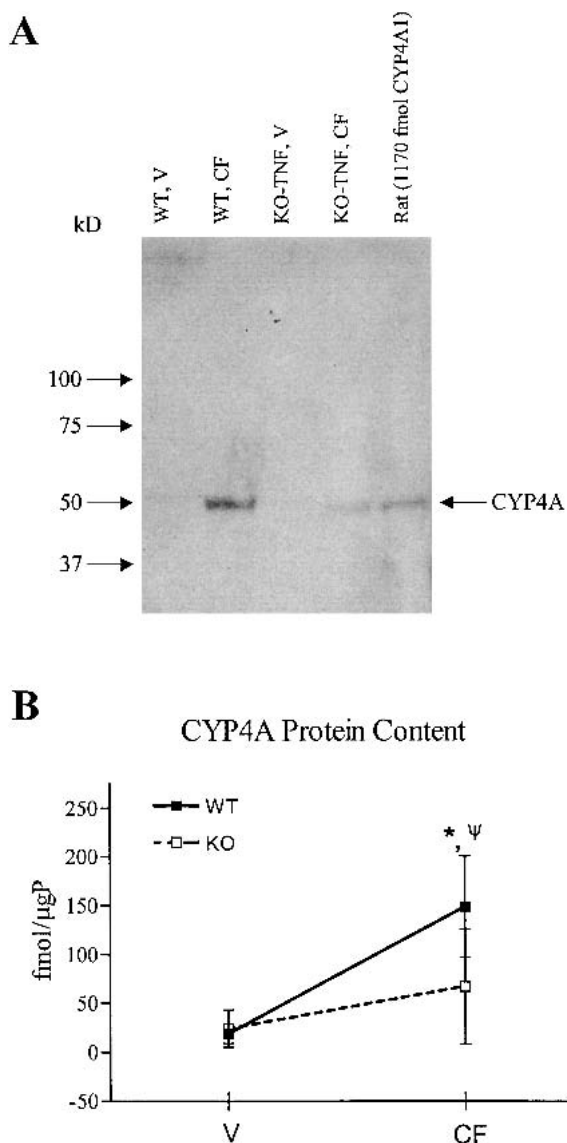 A
WT, V
WT, CF
KO-TNF, V
KO-TNF, CF
Rat (1170 fmol CYP4A1)
kD
100
75
50
37
CYP4A
B
CYP4A Protein Content
250
200
150
100
50
0
-50
fmol/µgP
WT
KO
*, Ψ
V
CF